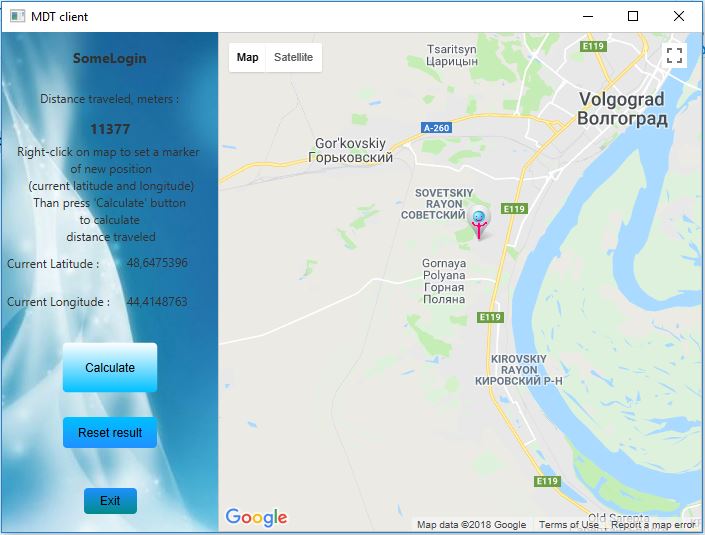 MDT client
SomeLogin
Distance traveled, meters :
11377
Right-click on map to set a marker
of new position
(current latitude and longitude)
Than press 'Calculate' button
to calculate
distance traveled
Current Latitude :
48,6475396
Current Longitude :
44,4148763
Calculate
Reset result
Exit
Map
Satellite
Tsaritsyn
Царицын
Volgograd
Волгоград
A-260
Gor'kovskiy
Горьковский
SOVETSKIY
RAYON
СОВЕТСКИЙ
E119
Gornaya
Polyana
Горная
Поляна
E119
KIROVSKIY
RAYON
КИРОВСКИЙ Р-Н
E119
Old Sarepta
Google
Map data ©2018 Google
Terms of Use
Report a map error